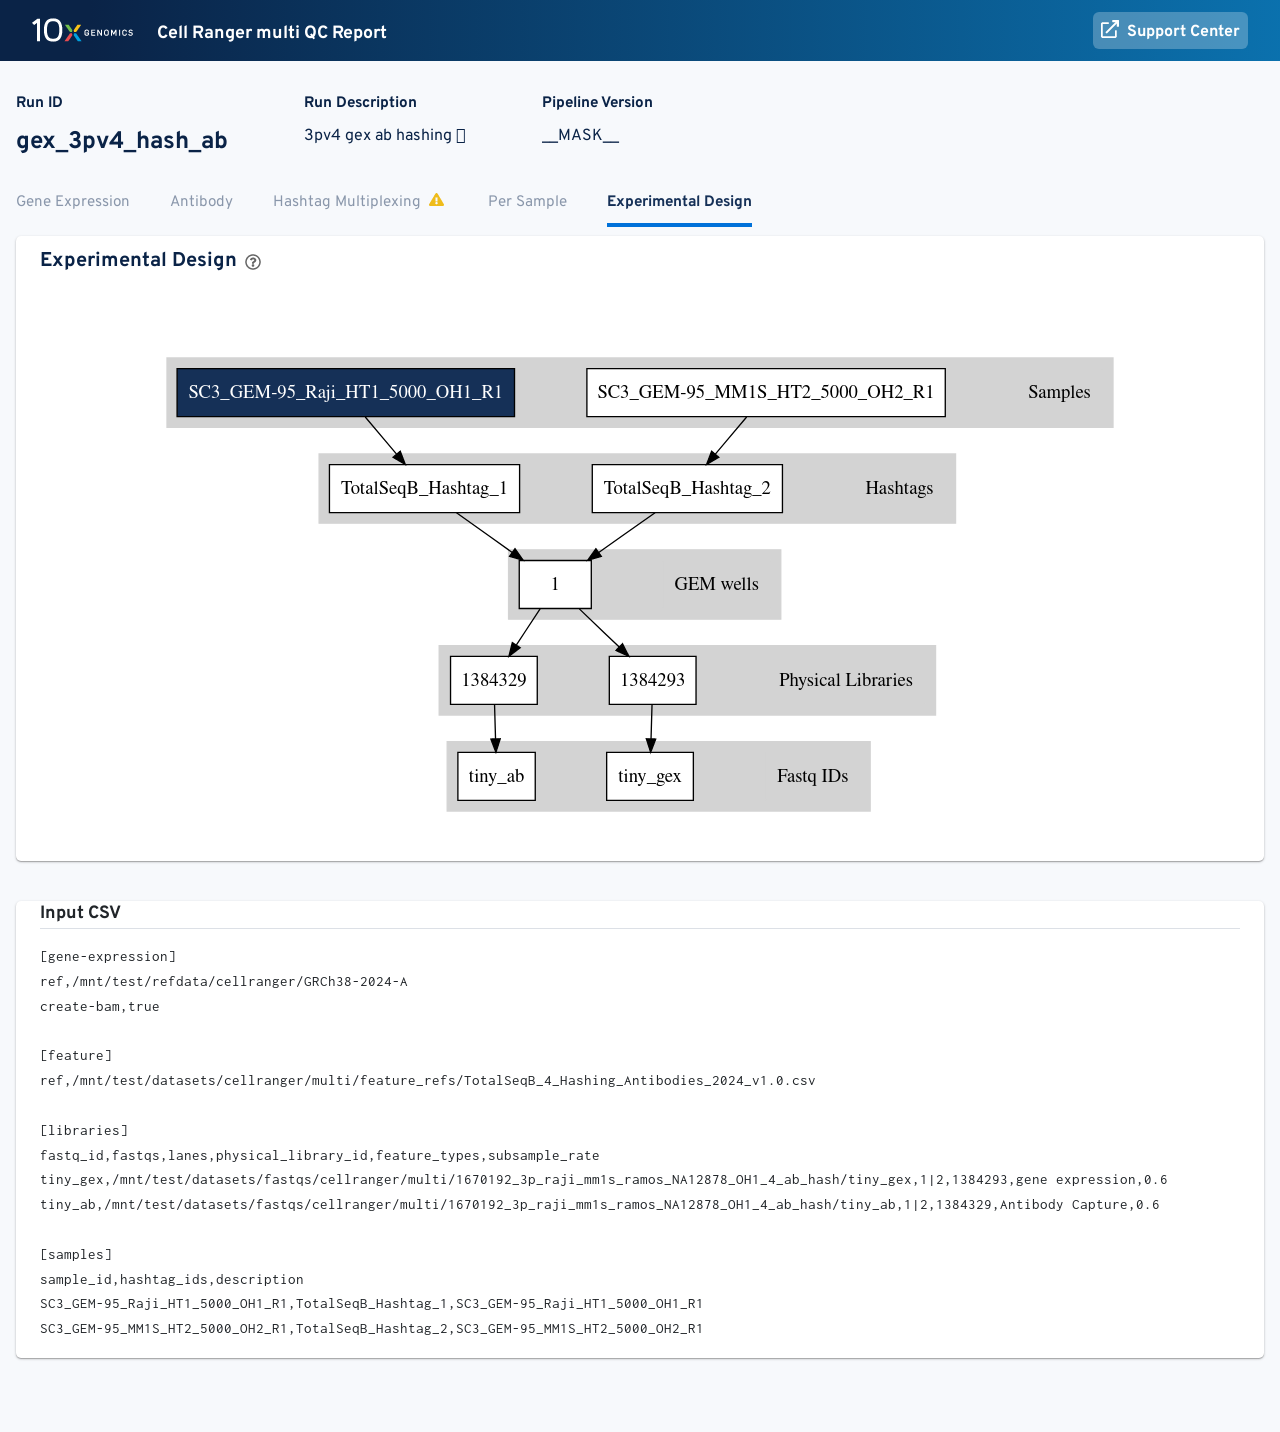 10X GENOMICS Cell Ranger multi QC Report Support Center
Run ID Run Description Pipeline Version
gex_3pv4_hash_ab 3pv4 gex ab hashing __MASK__
Gene Expression Antibody Hashtag Multiplexing Per Sample Experimental Design
Experimental Design ?
SC3_GEM-95_Raji_HT1_5000_OH1_R1 SC3_GEM-95_MM1S_HT2_5000_OH2_R1 Samples
TotalSeqB_Hashtag_1 TotalSeqB_Hashtag_2 Hashtags
1 GEM wells
1384329 1384293 Physical Libraries
tiny_ab tiny_gex Fastq IDs
Input CSV
[gene-expression]
ref,/mnt/test/refdata/cellranger/GRCh38-2024-A
create-bam,true
[feature]
ref,/mnt/test/datasets/cellranger/multi/feature_refs/TotalSeqB_4_Hashing_Antibodies_2024_v1.0.csv
[libraries]
fastq_id,fastqs,lanes,physical_library_id,feature_types,subsample_rate
tiny_gex,/mnt/test/datasets/fastqs/cellranger/multi/1670192_3p_raji_mm1s_ramos_NA12878_OH1_4_ab_hash/tiny_gex,1|2,1384293,gene expression,0.6
tiny_ab,/mnt/test/datasets/fastqs/cellranger/multi/1670192_3p_raji_mm1s_ramos_NA12878_OH1_4_ab_hash/tiny_ab,1|2,1384329,Antibody Capture,0.6
[samples]
sample_id,hashtag_ids,description
SC3_GEM-95_Raji_HT1_5000_OH1_R1,TotalSeqB_Hashtag_1,SC3_GEM-95_Raji_HT1_5000_OH1_R1
SC3_GEM-95_MM1S_HT2_5000_OH2_R1,TotalSeqB_Hashtag_2,SC3_GEM-95_MM1S_HT2_5000_OH2_R1